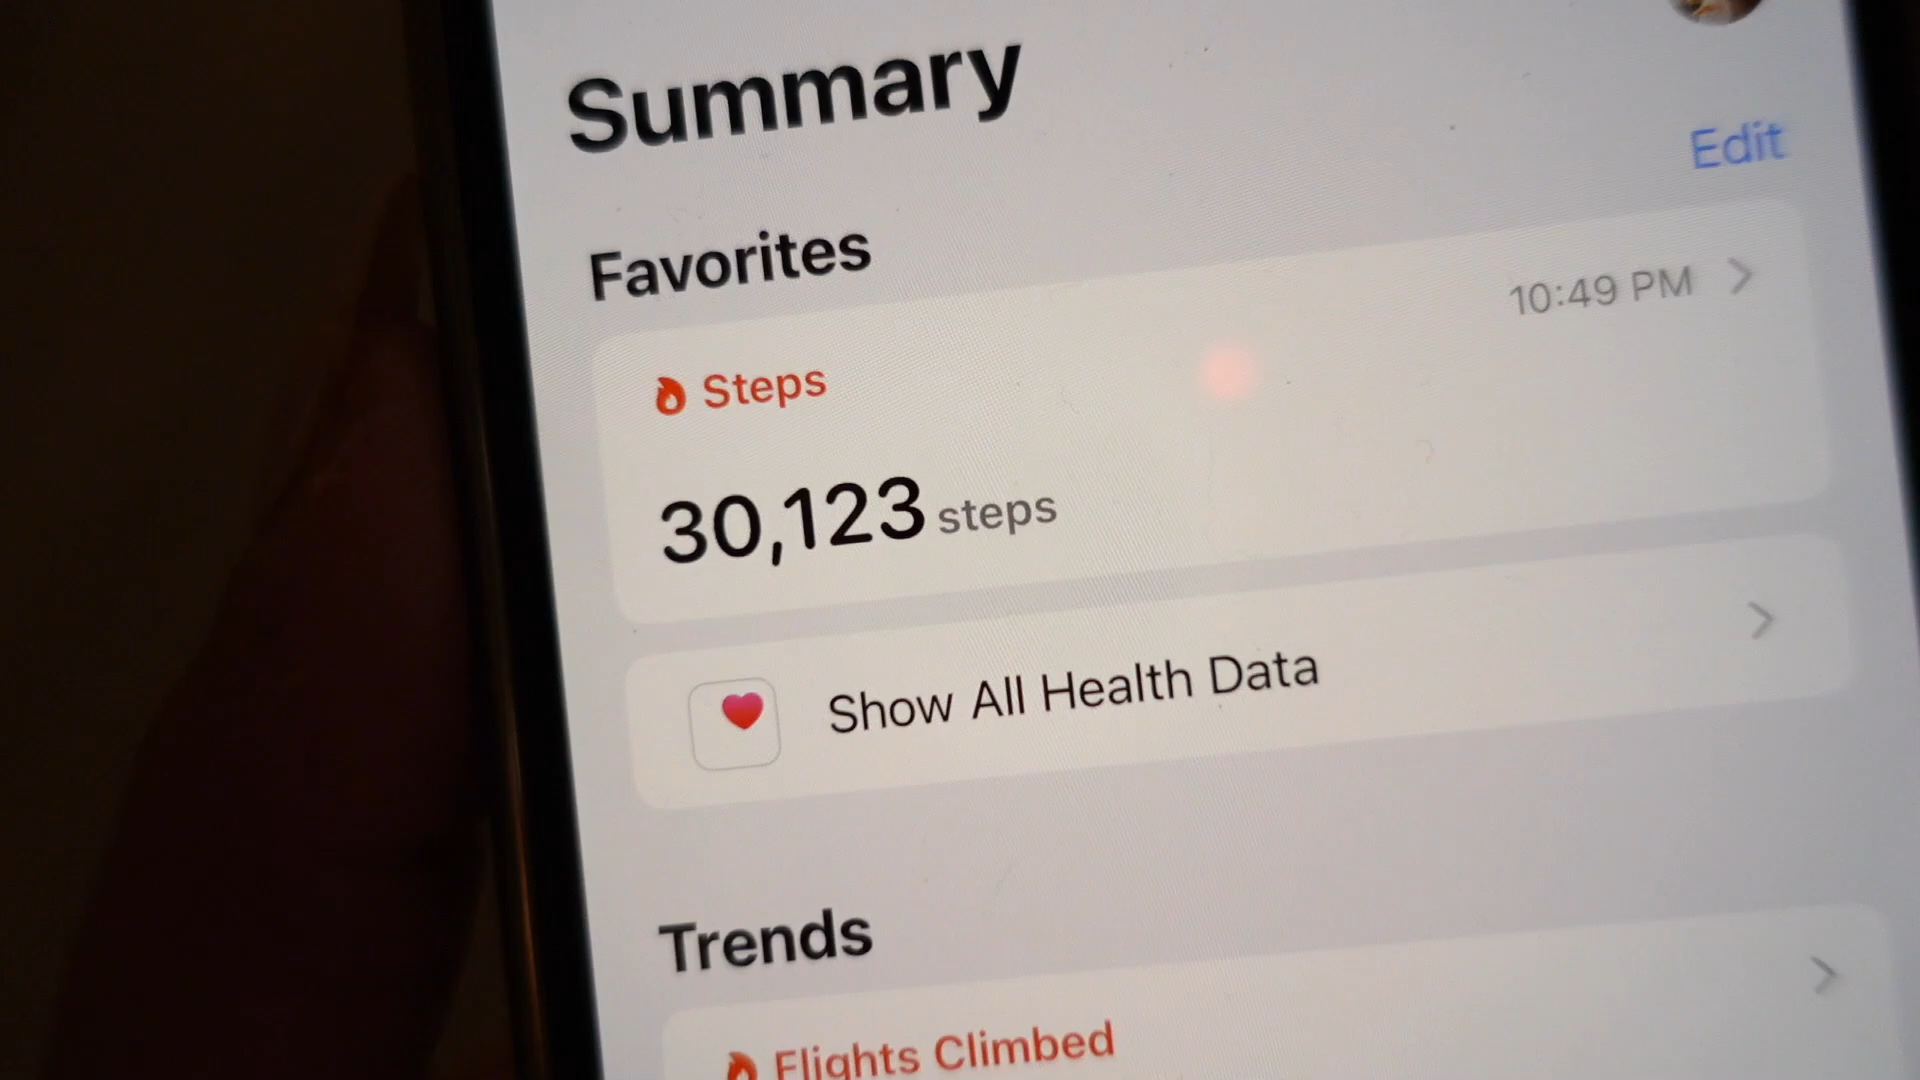 Summary
Edit
Favorites
Steps
10:49 PM
30,123 steps
Show All Health Data
Trends
Flights Climbed